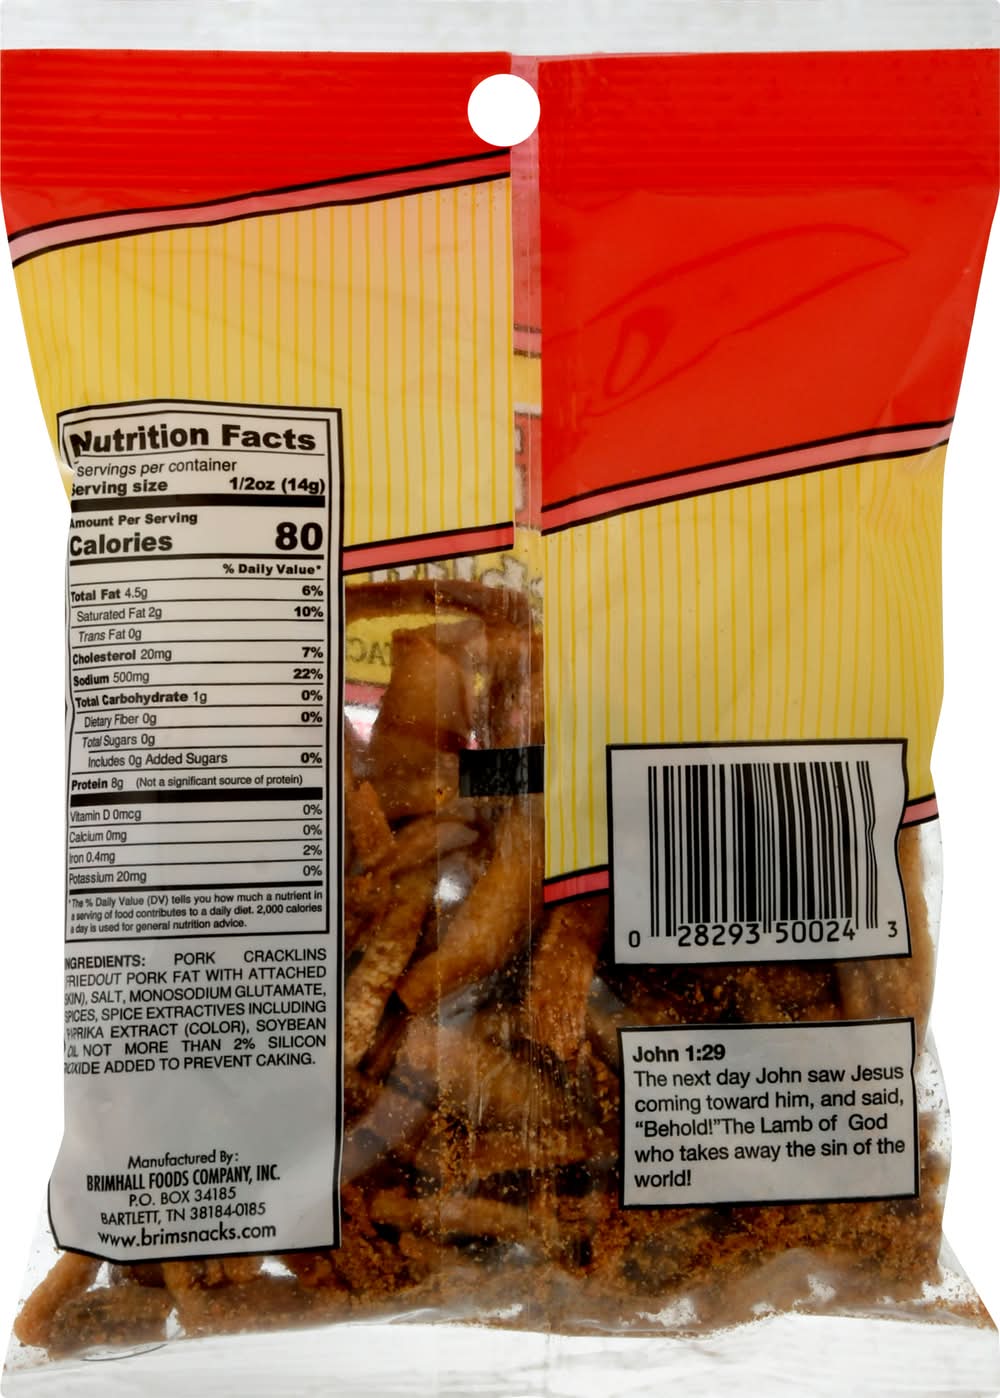 Nutrition Facts
servings per container
Serving size 1/2oz (14g)
Amount Per Serving
Calories 80
% Daily Value*
Total Fat 4.5g 6%
Saturated Fat 2g 10%
Trans Fat 0g
Cholesterol 20mg 7%
Sodium 500mg 22%
Total Carbohydrate 1g 0%
Dietary Fiber 0g 0%
Total Sugars 0g
Includes 0g Added Sugars 0%
Protein 8g (Not a significant source of protein)
Vitamin D 0mcg 0%
Calcium 0mg 0%
Iron 0.4mg 2%
Potassium 20mg 0%
*The % Daily Value (DV) tells you how much a nutrient in
a serving of food contributes to a daily diet. 2,000 calories
a day is used for general nutrition advice.
INGREDIENTS: PORK CRACKLINS
(FRIEDOUT PORK FAT WITH ATTACHED
SKIN), SALT, MONOSODIUM GLUTAMATE,
SPICES, SPICE EXTRACTIVES INCLUDING
PAPRIKA EXTRACT (COLOR), SOYBEAN
OIL NOT MORE THAN 2% SILICON
DIOXIDE ADDED TO PREVENT CAKING.
Manufactured By:
BRIMHALL FOODS COMPANY, INC.
P.O. BOX 34185
BARTLETT, TN 38184-0185
www.brimsnacks.com
0 28293 50024 3
John 1:29
The next day John saw Jesus
coming toward him, and said,
“Behold!”The Lamb of God
who takes away the sin of the
world!